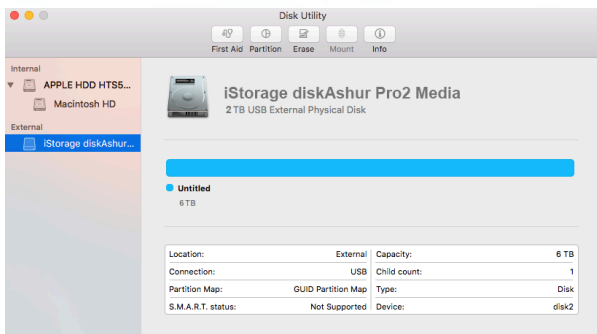 Disk Utility
First Aid Partition Erase Mount Info
Internal
APPLE HDD HTS5...
Macintosh HD
External
iStorage diskAshur...
iStorage diskAshur Pro2 Media
2 TB USB External Physical Disk
Untitled
6 TB
Location: External Capacity: 6 TB
Connection: USB Child count: 1
Partition Map: GUID Partition Map Type: Disk
S.M.A.R.T. status: Not Supported Device: disk2